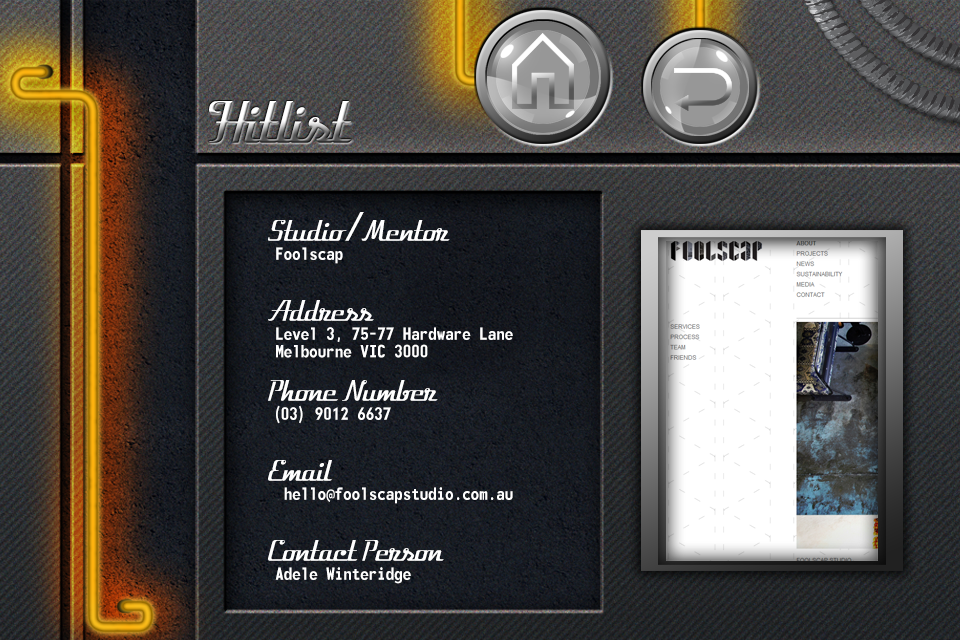 Hitlist
Studio/Mentor
Foolscap
Address
Level 3, 75-77 Hardware Lane
Melbourne VIC 3000
Phone Number
(03) 9012 6637
Email
hello@foolscapstudio.com.au
Contact Person
Adele Winteridge
FOOLSCAP
ABOUT
PROJECTS
NEWS
SUSTAINABILITY
MEDIA
CONTACT
SERVICES
PROCESS
TEAM
FRIENDS
FOOLSCAP STUDIO